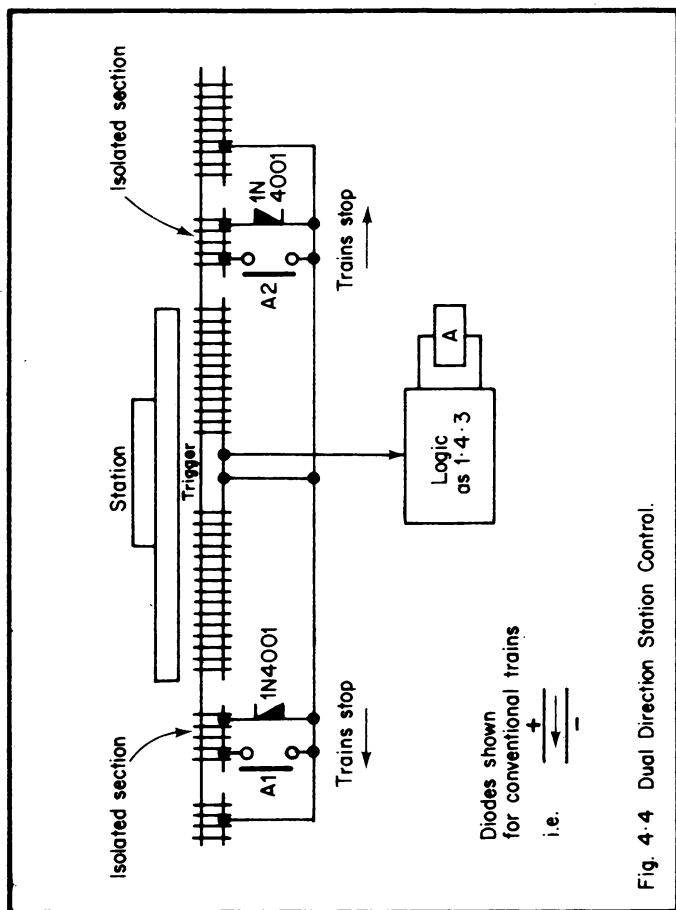 Station
Isolated section
Isolated section
Trigger
A1
1N4001
A2
1N
4001
Trains stop
Trains stop
Logic
as 1·4·3
A
Diodes shown
for conventional trains
i.e.
+
-
Fig. 4·4 Dual Direction Station Control.